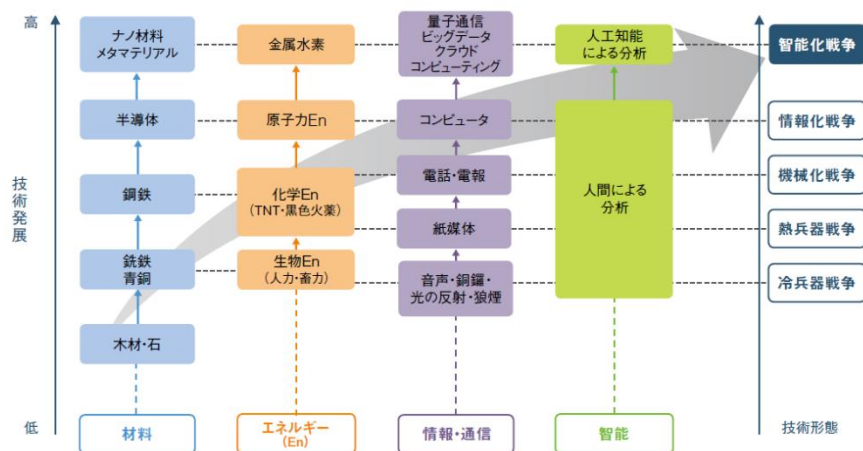 高
技術発展
低
ナノ材料
メタマテリアル
半導体
鋼鉄
銑鉄
青銅
木材・石
材料
金属水素
原子力En
化学En
(TNT・黒色火薬)
生物En
(人力・畜力)
エネルギー
(En)
量子通信
ビッグデータ
クラウド
コンピューティング
コンピュータ
電話・電報
紙媒体
音声・銅鑼・
光の反射・狼煙
情報・通信
人工知能
による分析
人間による
分析
智能
智能化戦争
情報化戦争
機械化戦争
熱兵器戦争
冷兵器戦争
技術形態